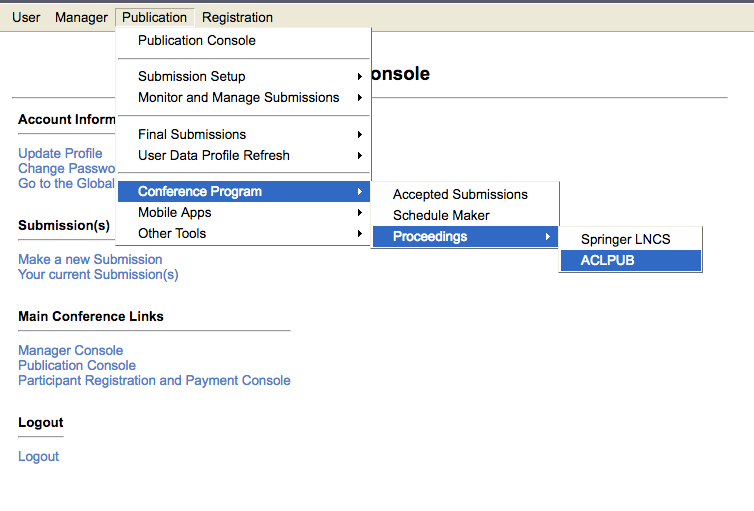 User Manager Publication Registration
Publication Console
onsole
Submission Setup
Monitor and Manage Submissions
Account Inform
Final Submissions
Update Profile
User Data Profile Refresh
Change Passwo
Go to the Global
Conference Program
Accepted Submissions
Mobile Apps
Schedule Maker
Submission(s)
Other Tools
Proceedings
Springer LNCS
Make a new Submission
ACLPUB
Your current Submission(s)
Main Conference Links
Manager Console
Publication Console
Participant Registration and Payment Console
Logout
Logout